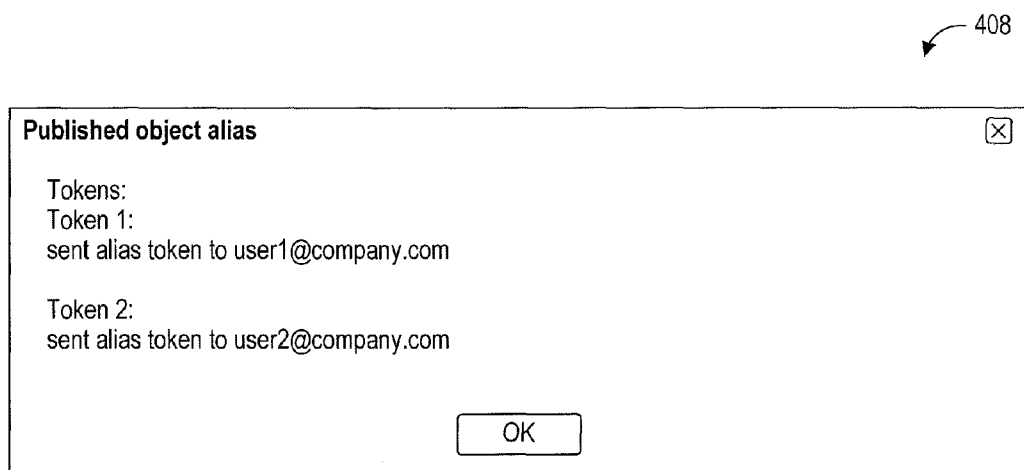 408
Published object alias
Tokens:
Token 1:
sent alias token to user1@company.com
Token 2:
sent alias token to user2@company.com
OK